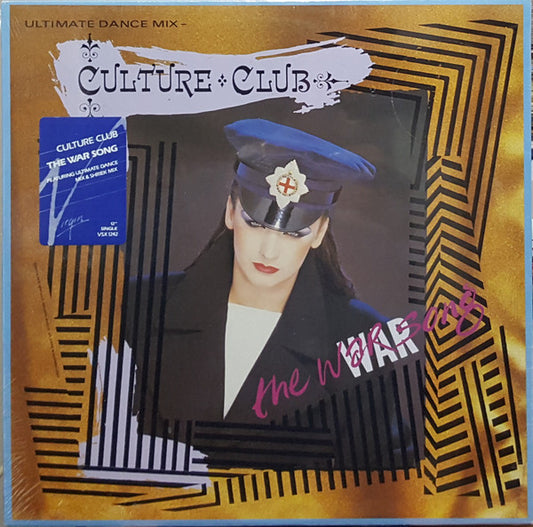 ULTIMATE DANCE MIX –
CULTURE CLUB
CULTURE CLUB
THE WAR SONG
FEATURING ULTIMATE DANCE
MIX & SHRIEK MIX
Virgin
12"
SINGLE
VSX 1242
WAR
the war song